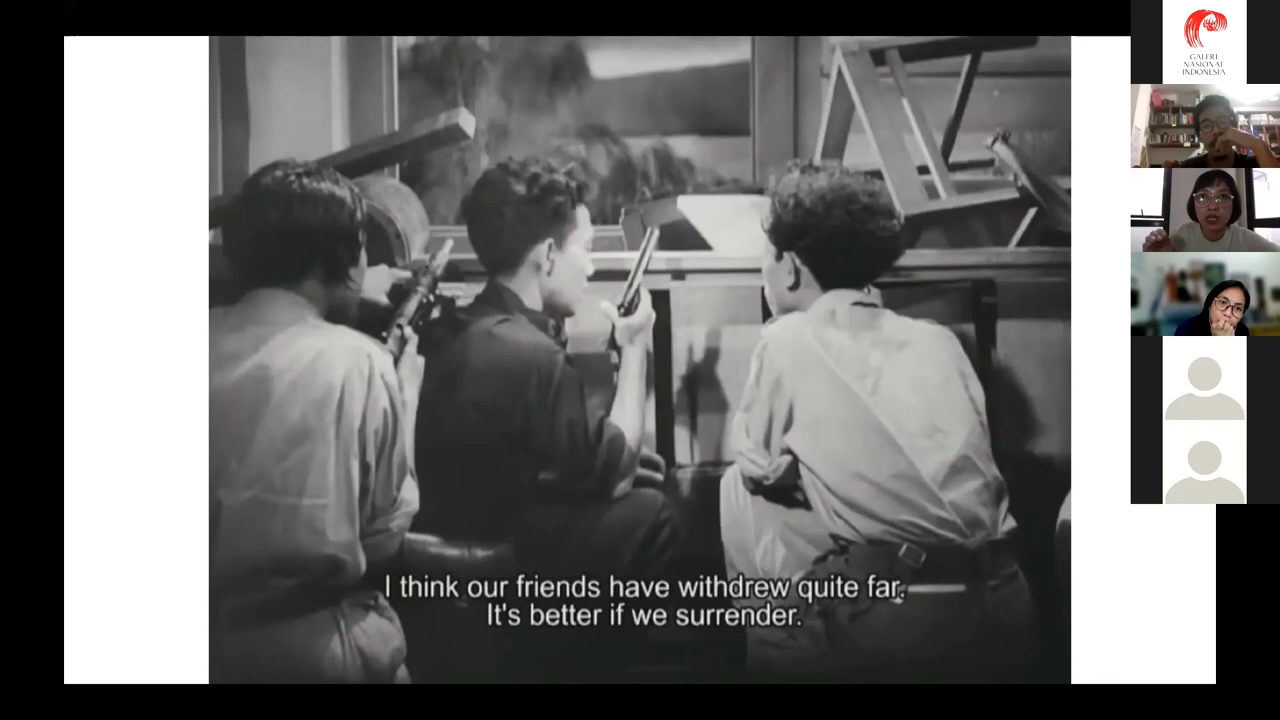 GALERI
NASIONAL
INDONESIA
I think our friends have withdrew quite far.
It's better if we surrender.